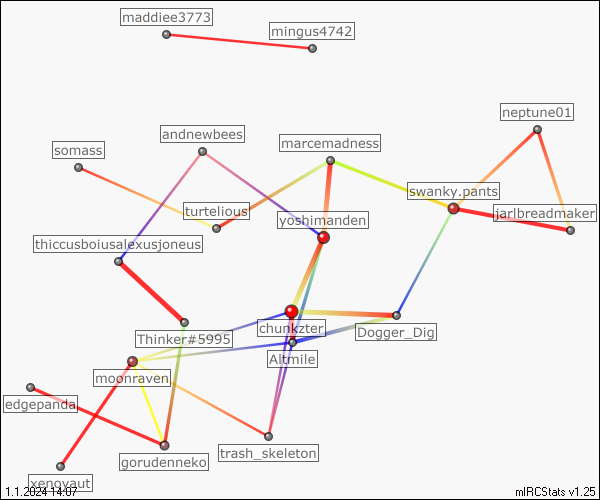 maddiee3773
mingus4742
neptune01
andnewbees
marcemadness
somass
swanky.pants
turtelious
jarlbreadmaker
yoshimanden
thiccusboiusalexusjoneus
chunkzter
Dogger_Dig
Thinker#5995
Altmile
moonraven
edgepanda
trash_skeleton
gorudenneko
xenovaut
1.1.2024 14:07
mIRCStats v1.25